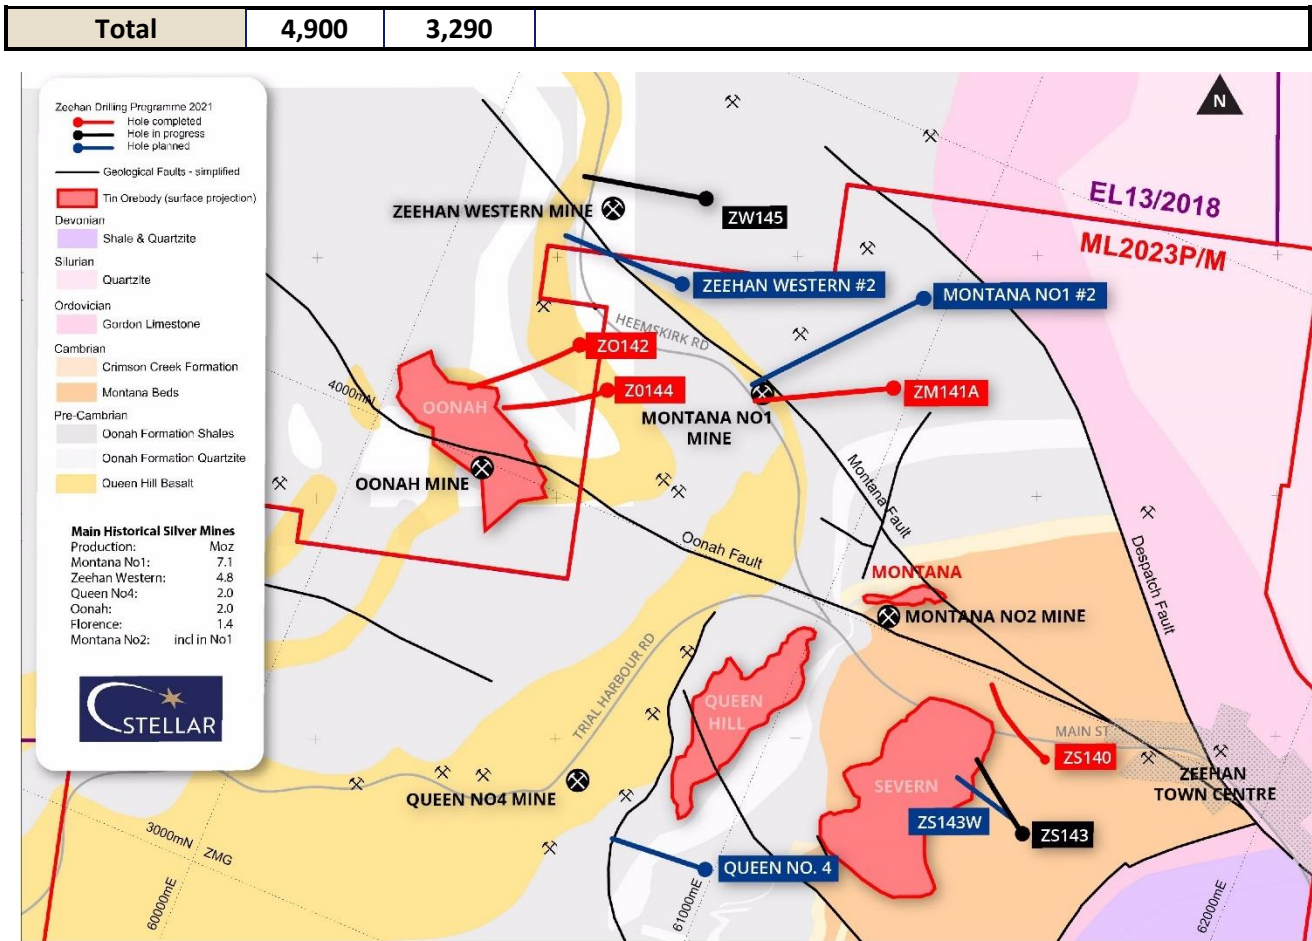 Total 4,900 3,290
Zeehan Drilling Programme 2021
Hole completed
Hole in progress
Hole planned
Geological Faults - simplified
Tin Orebody (surface projection)
Devonian
Shale & Quartzite
Silurian
Quartzite
Ordovician
Gordon Limestone
Cambrian
Crimson Creek Formation
Montana Beds
Pre-Cambrian
Oonah Formation Shales
Oonah Formation Quartzite
Queen Hill Basalt
Main Historical Silver Mines
Production: Moz
Montana No1: 7.1
Zeehan Western: 4.8
Queen No4: 2.0
Oonah: 2.0
Florence: 1.4
Montana No2: incl in No1
STELLAR
N
EL13/2018
ML2023P/M
ZEEHAN WESTERN MINE
ZW145
ZEEHAN WESTERN #2
MONTANA NO1 #2
HEEMSKIRK RD
ZO142
Z0144
ZM141A
4000mN
OONAH
MONTANA NO1
MINE
OONAH MINE
Montana Fault
Oonah Fault
Despatch Fault
MONTANA
MONTANA NO2 MINE
TRIAL HARBOUR RD
QUEEN
HILL
MAIN ST
ZS140
ZEEHAN
TOWN CENTRE
SEVERN
QUEEN NO4 MINE
ZS143W
ZS143
3000mN ZMG
QUEEN NO. 4
60000mE
61000mE
62000mE